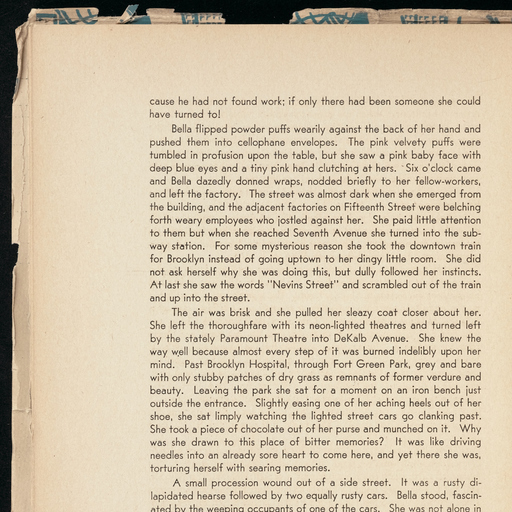 cause he had not found work; if only there had been someone she could
have turned to!
Bella flipped powder puffs wearily against the back of her hand and
pushed them into cellophane envelopes. The pink velvety puffs were
tumbled in profusion upon the table, but she saw a pink baby face with
deep blue eyes and a tiny pink hand clutching at hers. Six o'clock came
and Bella dazedly donned wraps, nodded briefly to her fellow-workers,
and left the factory. The street was almost dark when she emerged from
the building, and the adjacent factories on Fifteenth Street were belching
forth weary employees who jostled against her. She paid little attention
to them but when she reached Seventh Avenue she turned into the sub-
way station. For some mysterious reason she took the downtown train
for Brooklyn instead of going uptown to her dingy little room. She did
not ask herself why she was doing this, but dully followed her instincts.
At last she saw the words "Nevins Street" and scrambled out of the train
and up into the street.
The air was brisk and she pulled her sleazy coat closer about her.
She left the thoroughfare with its neon-lighted theatres and turned left
by the stately Paramount Theatre into DeKalb Avenue. She knew the
way well because almost every step of it was burned indelibly upon her
mind. Past Brooklyn Hospital, through Fort Green Park, grey and bare
with only stubby patches of dry grass as remnants of former verdure and
beauty. Leaving the park she sat for a moment on an iron bench just
outside the entrance. Slightly easing one of her aching heels out of her
shoe, she sat limply watching the lighted street cars go clanking past.
She took a piece of chocolate out of her purse and munched on it. Why
was she drawn to this place of bitter memories? It was like driving
needles into an already sore heart to come here, and yet there she was,
torturing herself with searing memories.
A small procession wound out of a side street. It was a rusty di-
lapidated hearse followed by two equally rusty cars. Bella stood, fascin-
ated by the weeping occupants of one of the cars. She was not alone in